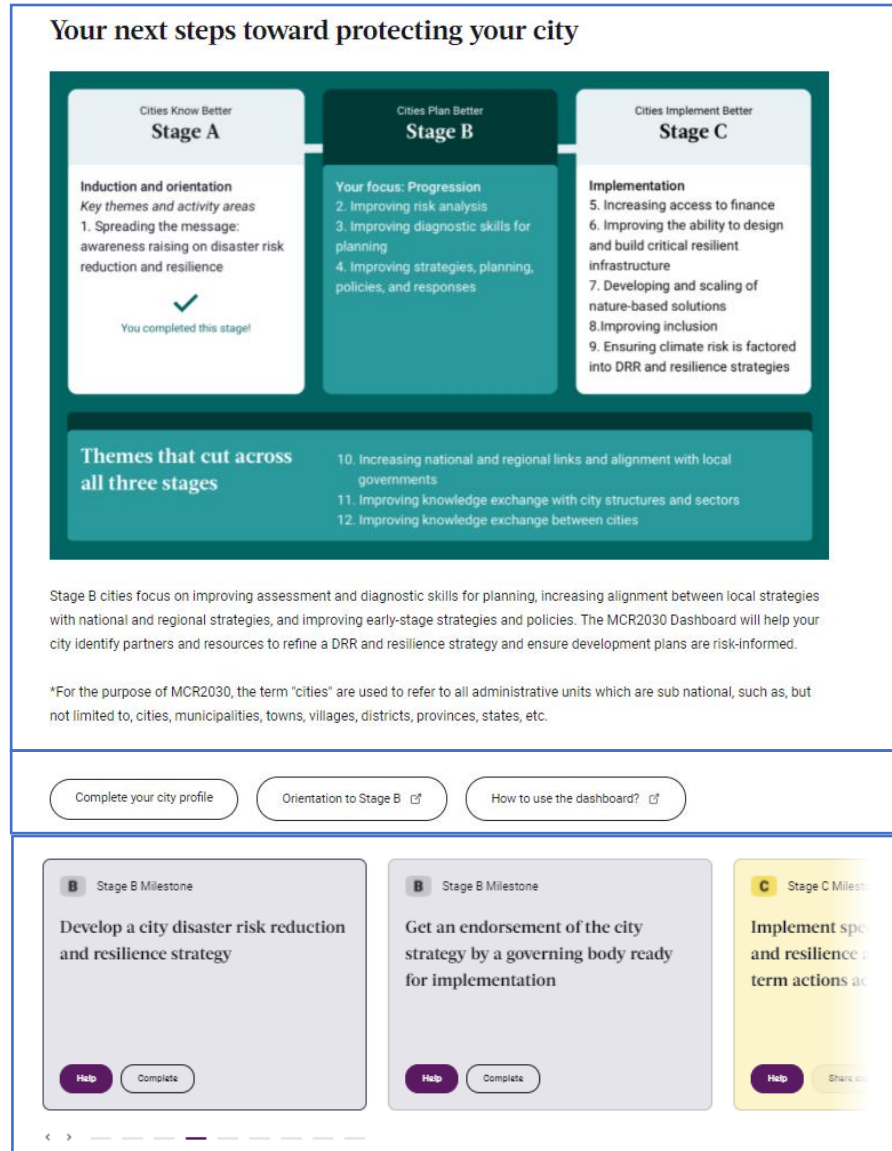 Your next steps toward protecting your city
Cities Know Better
Stage A
Induction and orientation
Key themes and activity areas
1. Spreading the message:
awareness raising on disaster risk
reduction and resilience
You completed this stage!
Cities Plan Better
Stage B
Your focus: Progression
2. Improving risk analysis
3. Improving diagnostic skills for
planning
4. Improving strategies, planning,
policies, and responses
Cities Implement Better
Stage C
Implementation
5. Increasing access to finance
6. Improving the ability to design
and build critical resilient
infrastructure
7. Developing and scaling of
nature-based solutions
8.Improving inclusion
9. Ensuring climate risk is factored
into DRR and resilience strategies
Themes that cut across
all three stages
10. Increasing national and regional links and alignment with local
governments
11. Improving knowledge exchange with city structures and sectors
12. Improving knowledge exchange between cities
Stage B cities focus on improving assessment and diagnostic skills for planning, increasing alignment between local strategies
with national and regional strategies, and improving early-stage strategies and policies. The MCR2030 Dashboard will help your
city identify partners and resources to refine a DRR and resilience strategy and ensure development plans are risk-informed.
*For the purpose of MCR2030, the term "cities" are used to refer to all administrative units which are sub national, such as, but
not limited to, cities, municipalities, towns, villages, districts, provinces, states, etc.
Complete your city profile
Orientation to Stage B
How to use the dashboard?
B Stage B Milestone
Develop a city disaster risk reduction
and resilience strategy
Help Complete
B Stage B Milestone
Get an endorsement of the city
strategy by a governing body ready
for implementation
Help Complete
C Stage C
Implement
and resilience
term actions
Help Share